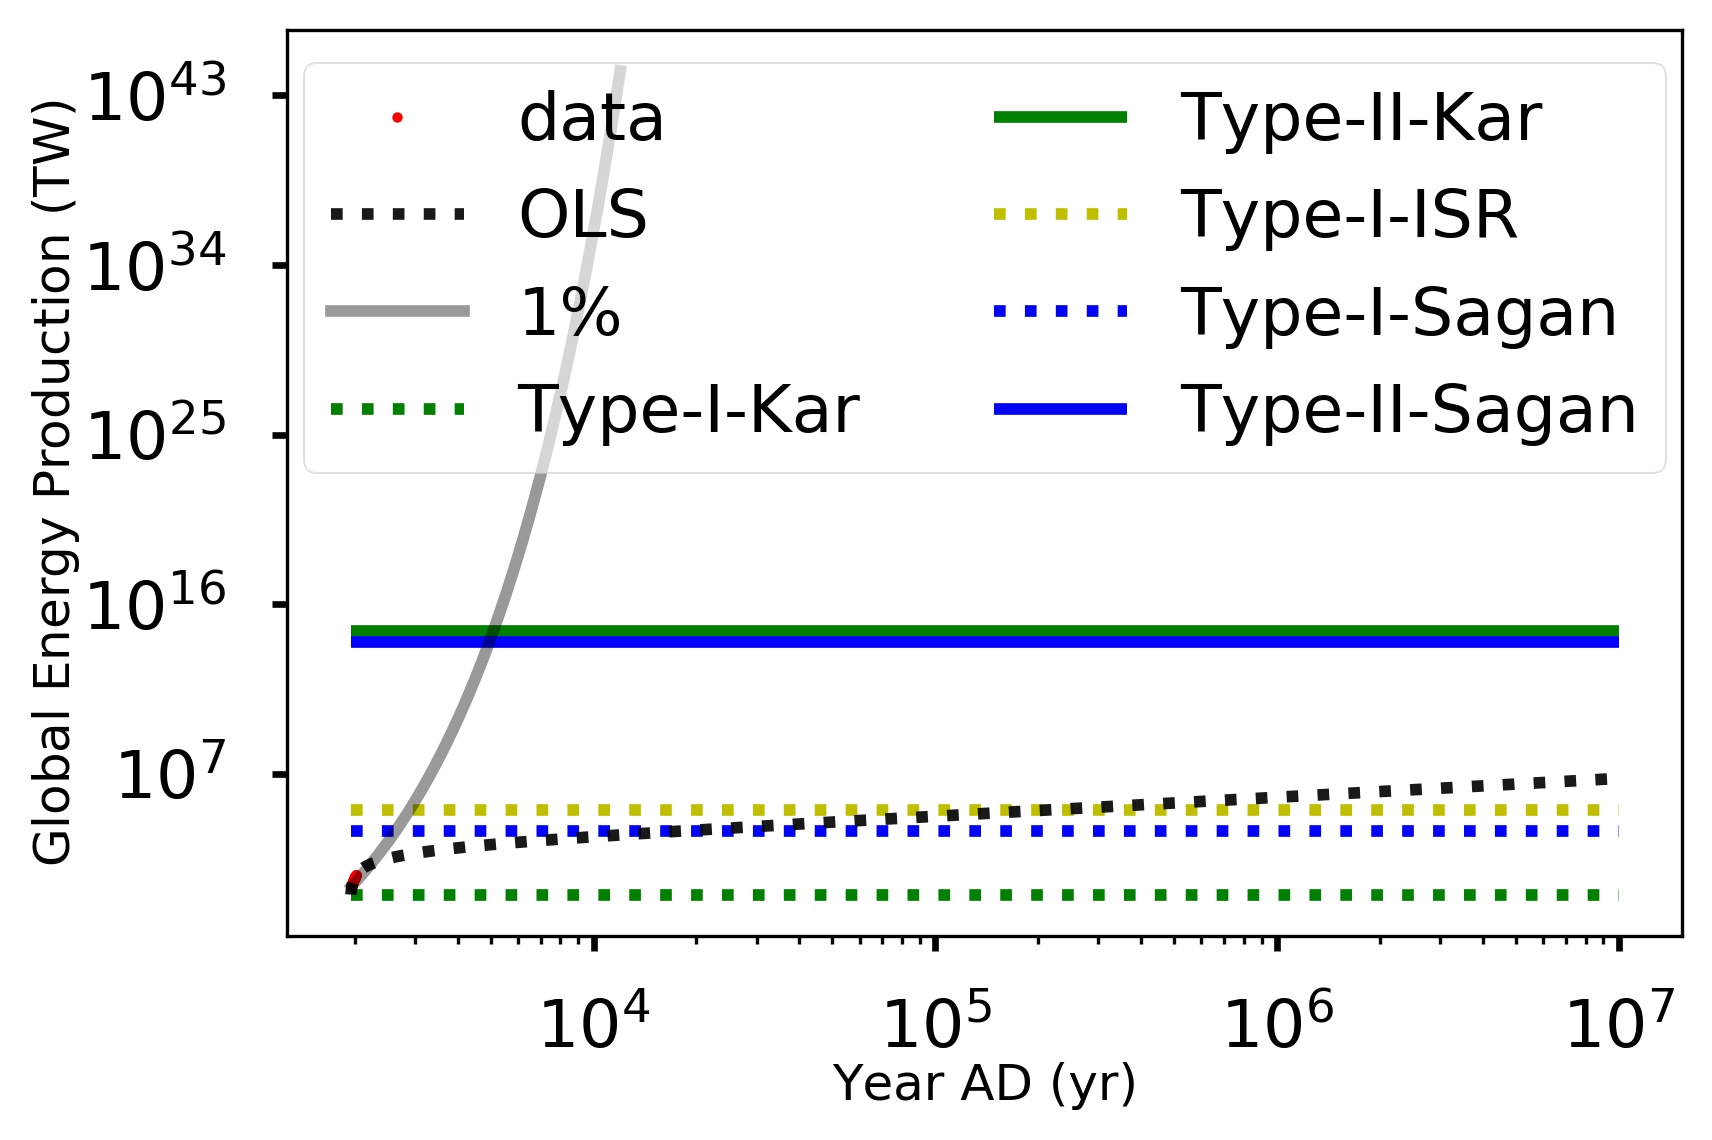 Global Energy Production (TW)
10^43
10^34
10^25
10^16
10^7
data
OLS
1%
Type-I-Kar
Type-II-Kar
Type-I-ISR
Type-I-Sagan
Type-II-Sagan
10^4 10^5 10^6 10^7
Year AD (yr)